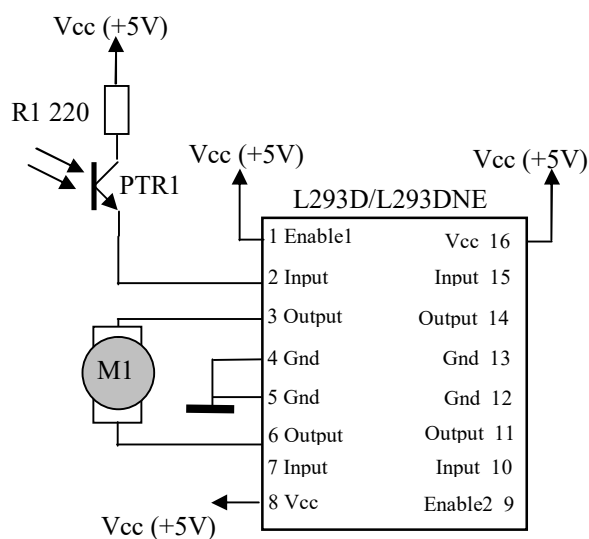 Vcc (+5V)
R1 220
PTR1
Vcc (+5V)
Vcc (+5V)
L293D/L293DNE
1 Enable1
Vcc 16
2 Input
Input 15
3 Output
Output 14
M1
4 Gnd
Gnd 13
5 Gnd
Gnd 12
6 Output
Output 11
7 Input
Input 10
8 Vcc
Enable2 9
Vcc (+5V)